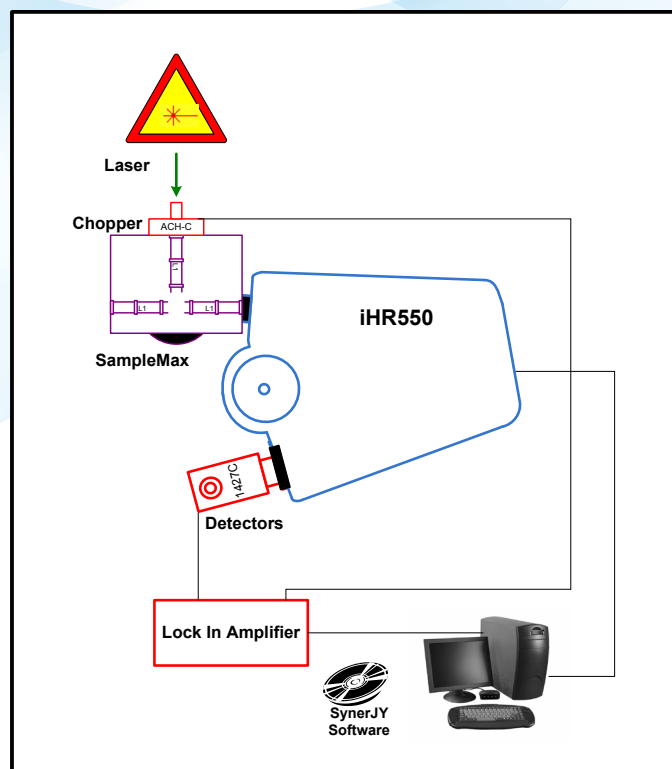 Laser
Chopper
ACH-C
L1
L1
L1
iHR550
SampleMax
1427C
Detectors
Lock In Amplifier
SynerJY
Software